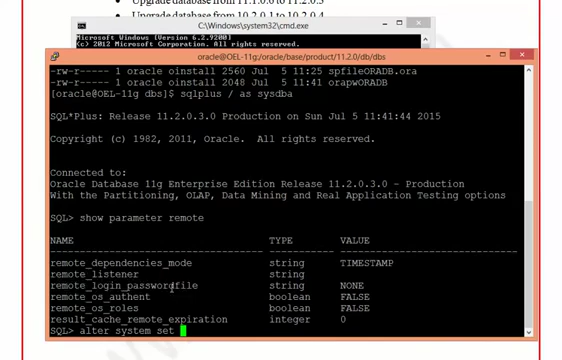 Upgrade database from 11.1.0.6 to 11.2.0.3
Upgrade database from 10.2.0.1 to 10.2.0.4
C:\Windows\system32\cmd.exe
Microsoft Windows [Version 6.2.9200]
(c) 2012 Microsoft Corporation. All rights reserved.
oracle@OEL-11g:/oracle/base/product/11.2.0/db/dbs
-rw-r----- 1 oracle oinstall 2560 Jul  5 11:25 spfileORADB.ora
-rw-r----- 1 oracle oinstall 2048 Jul  5 11:41 orapwORADB
[oracle@OEL-11g dbs]$ sqlplus / as sysdba
SQL*Plus: Release 11.2.0.3.0 Production on Sun Jul 5 11:41:44 2015
Copyright (c) 1982, 2011, Oracle.  All rights reserved.
Connected to:
Oracle Database 11g Enterprise Edition Release 11.2.0.3.0 - Production
With the Partitioning, OLAP, Data Mining and Real Application Testing options
SQL> show parameter remote
NAME TYPE VALUE
remote_dependencies_mode string TIMESTAMP
remote_listener string
remote_login_passwordfile string NONE
remote_os_authent boolean FALSE
remote_os_roles boolean FALSE
result_cache_remote_expiration integer 0
SQL> alter system set